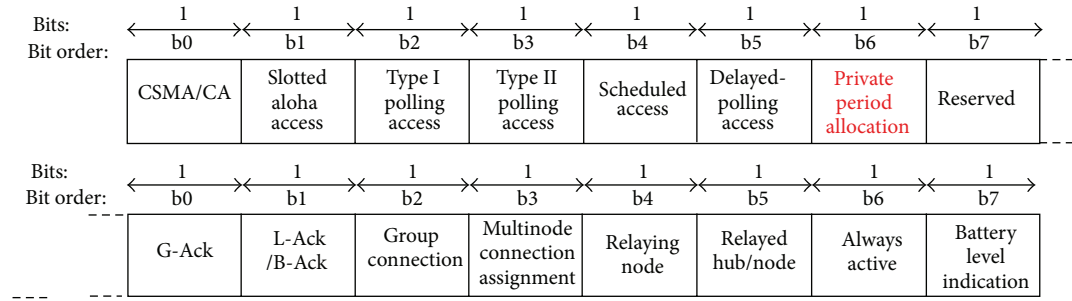 Bits: 1 1 1 1 1 1 1 1
Bit order: b0 b1 b2 b3 b4 b5 b6 b7
CSMA/CA
Slotted
aloha
access
Type I
polling
access
Type II
polling
access
Scheduled
access
Delayed-
polling
access
Private
period
allocation
Reserved
Bits: 1 1 1 1 1 1 1 1
Bit order: b0 b1 b2 b3 b4 b5 b6 b7
G-Ack
L-Ack
/B-Ack
Group
connection
Multinode
connection
assignment
Relaying
node
Relayed
hub/node
Always
active
Battery
level
indication